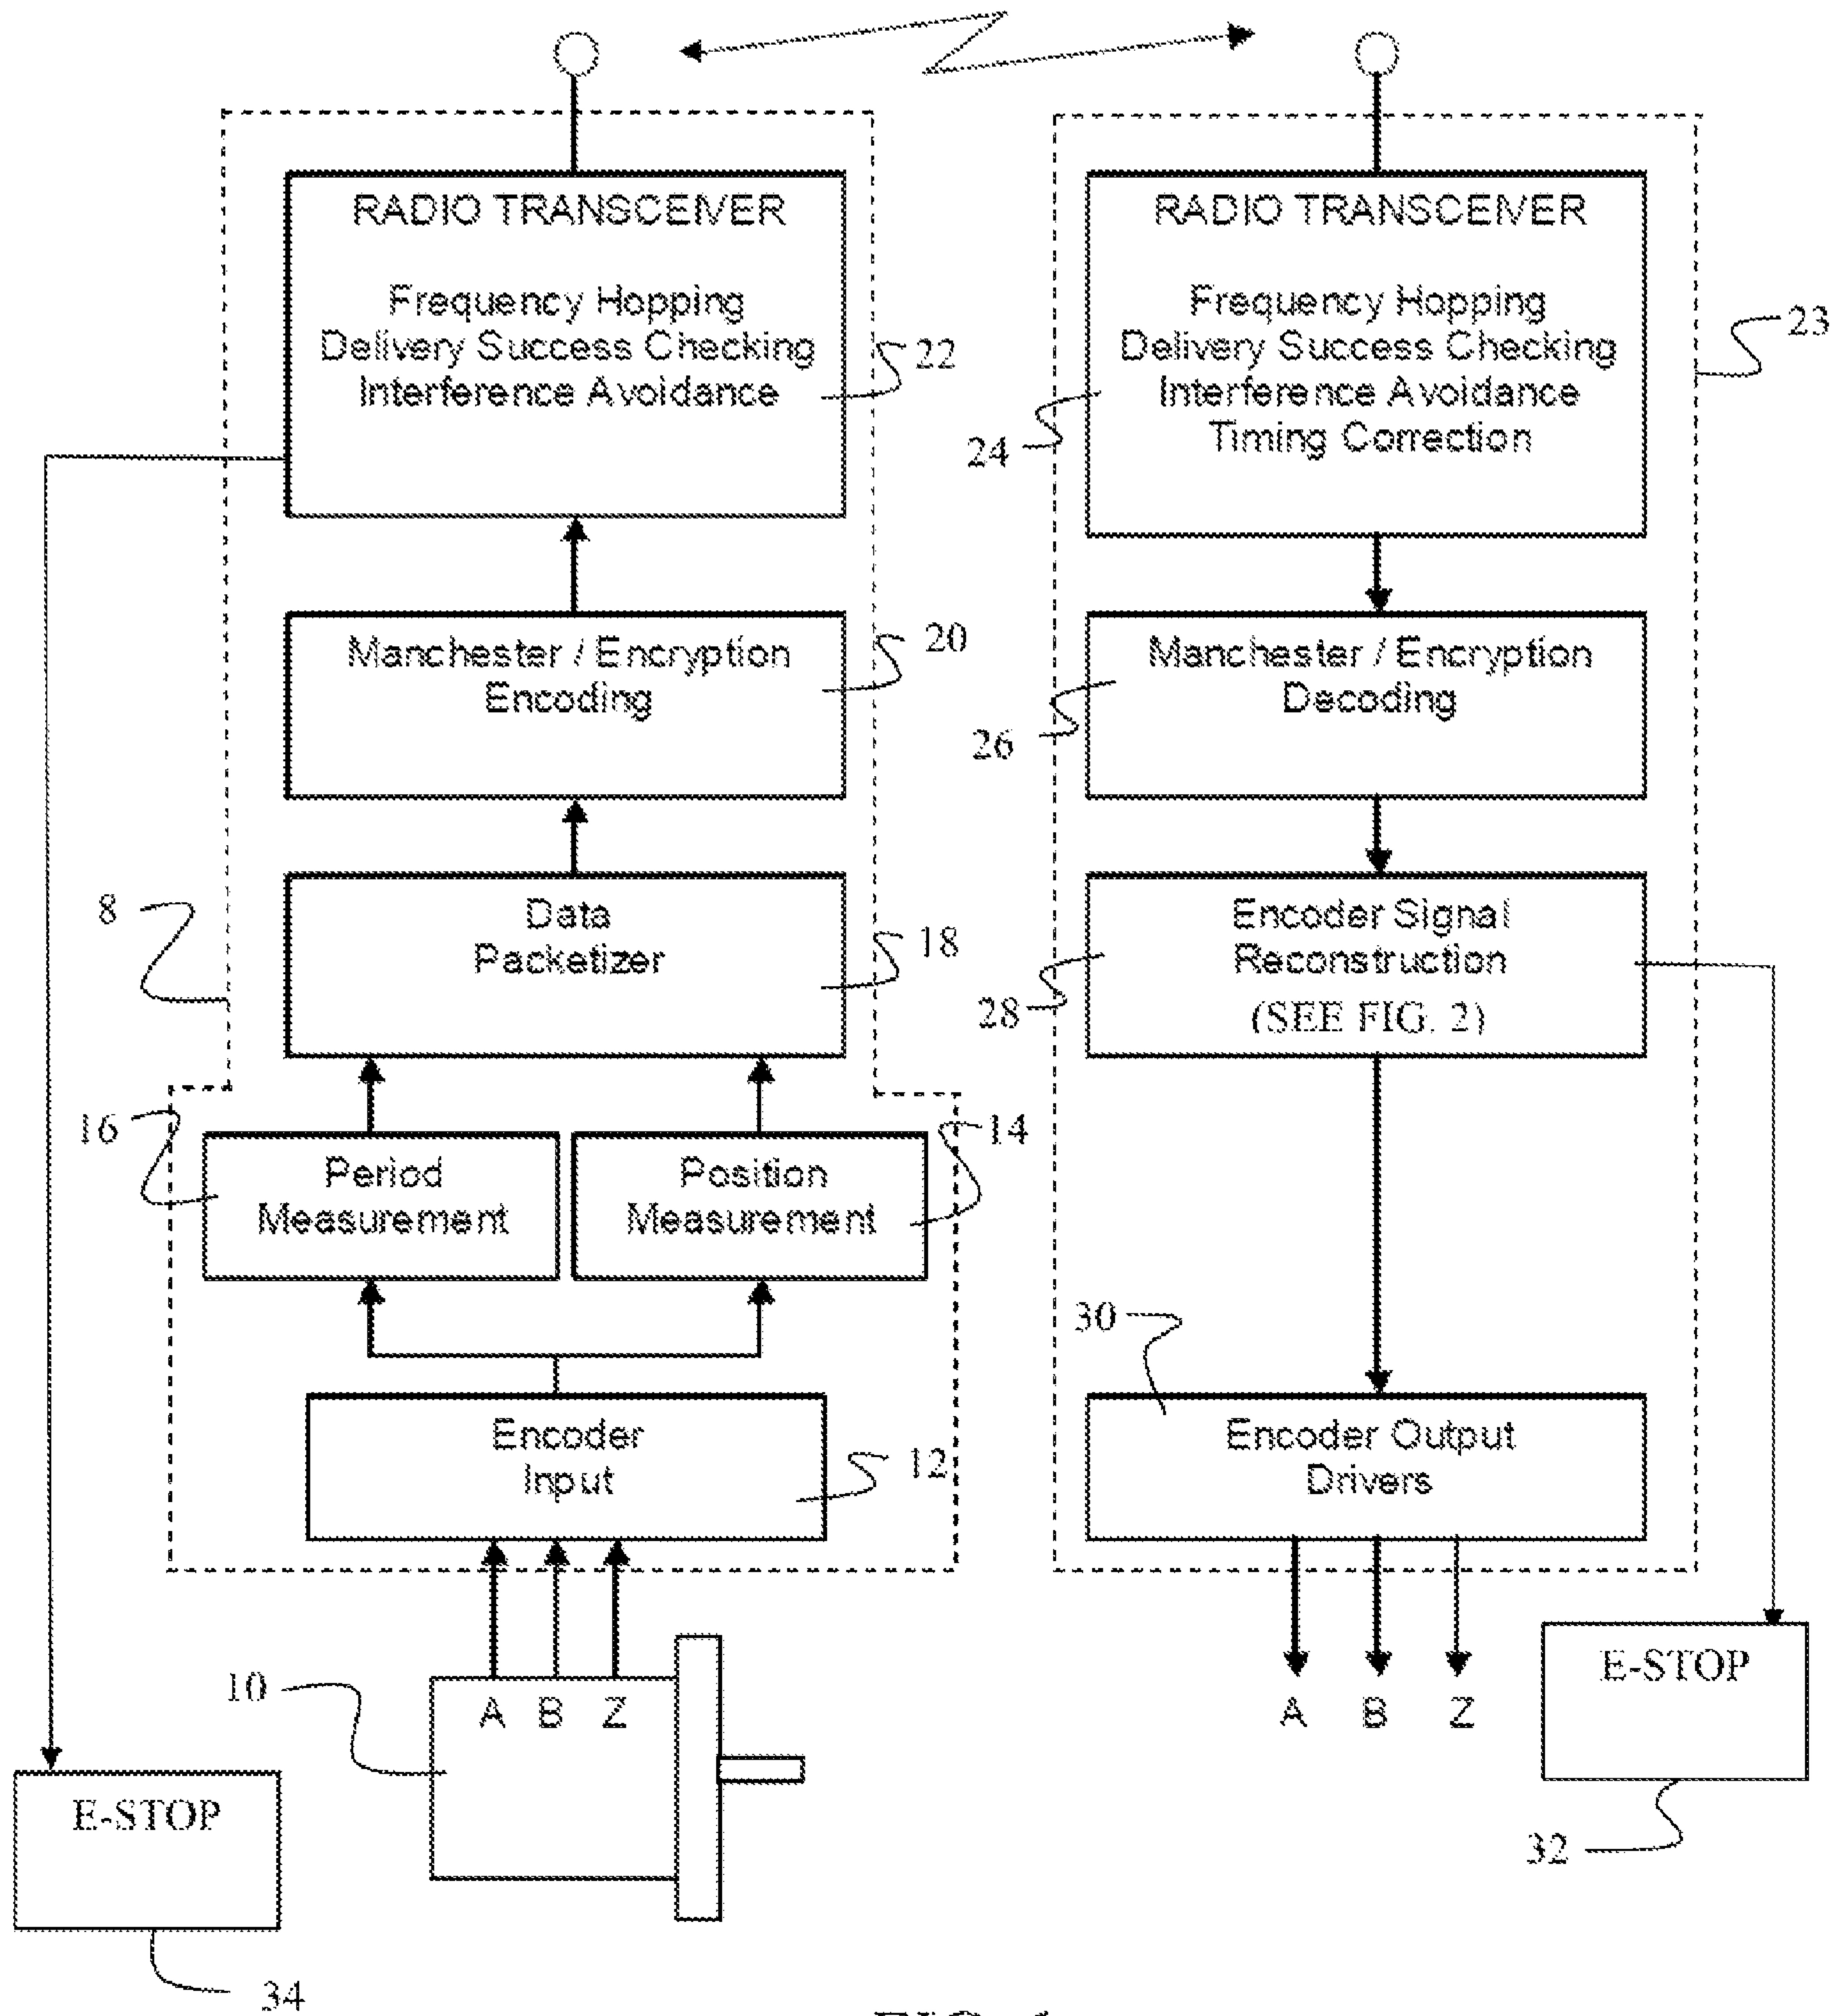 RADIO TRANSCEIVER
Frequency Hopping
Delivery Success Checking
Interference Avoidance
22
RADIO TRANSCEIVER
Frequency Hopping
Delivery Success Checking
Interference Avoidance
Timing Correction
23
24
Manchester / Encryption
Encoding
20
Manchester / Encryption
Decoding
26
8
Data
Packetizer
18
Encoder Signal
Reconstruction
(SEE FIG. 2)
28
16
Period
Measurement
Position
Measurement
14
30
Encoder
Input
12
Encoder Output
Drivers
10
A B Z
A B Z
E-STOP
32
E-STOP
34